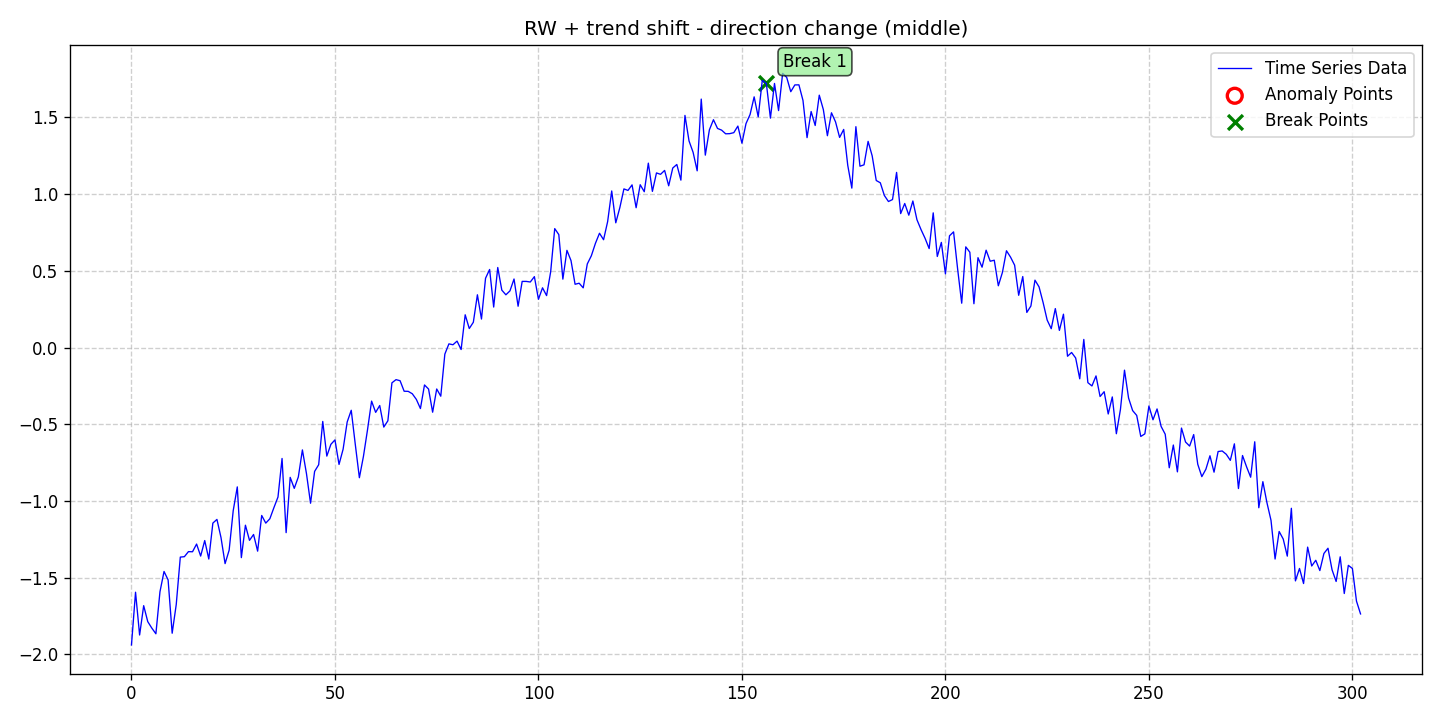 RW + trend shift - direction change (middle)
Break 1
Time Series Data
Anomaly Points
Break Points
1.5
1.0
0.5
0.0
−0.5
−1.0
−1.5
−2.0
0 50 100 150 200 250 300